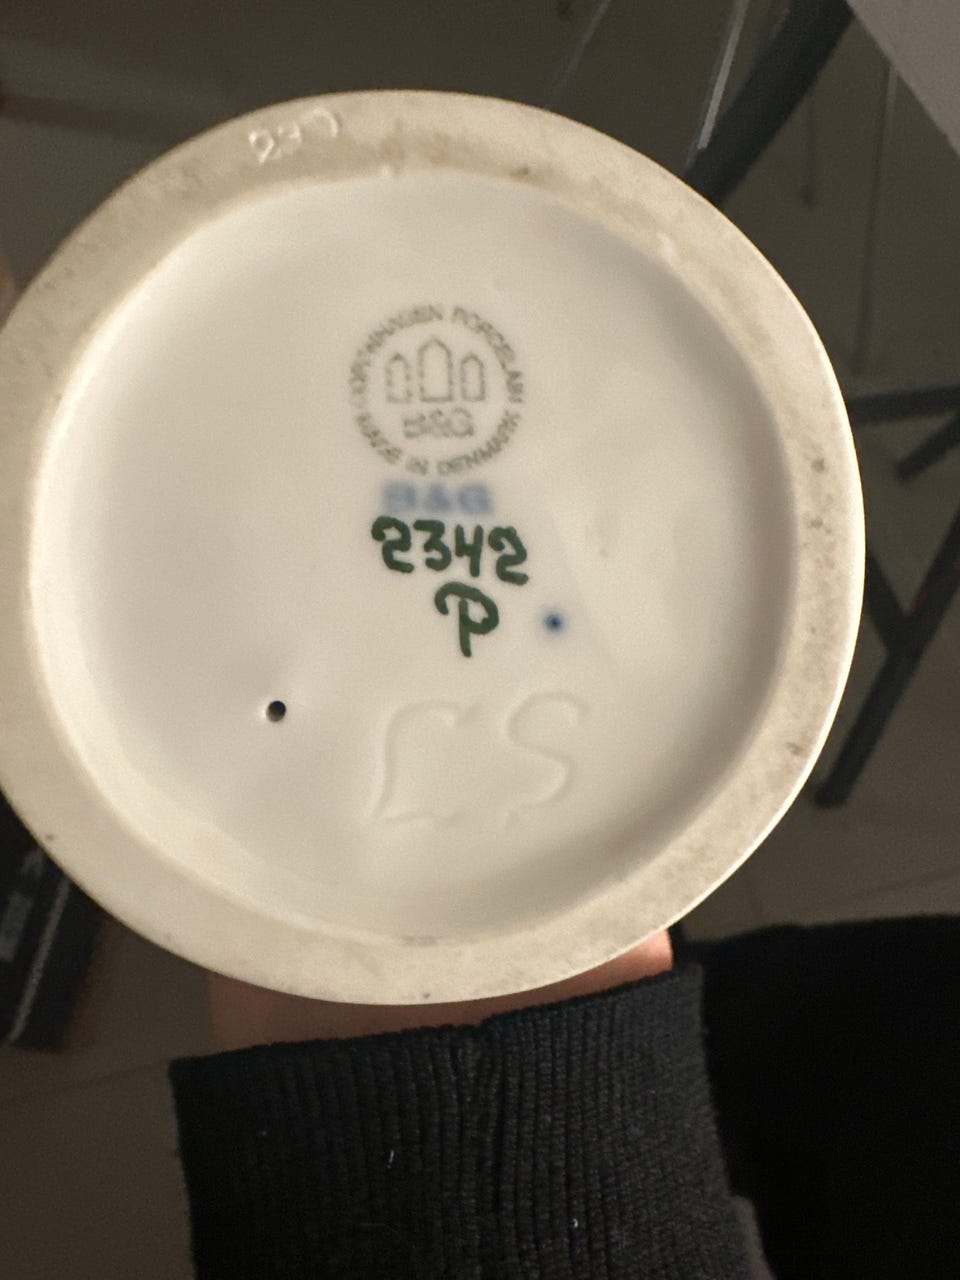 COPENHAGEN PORCELAIN
B&G
MADE IN DENMARK
B&G
2342
P